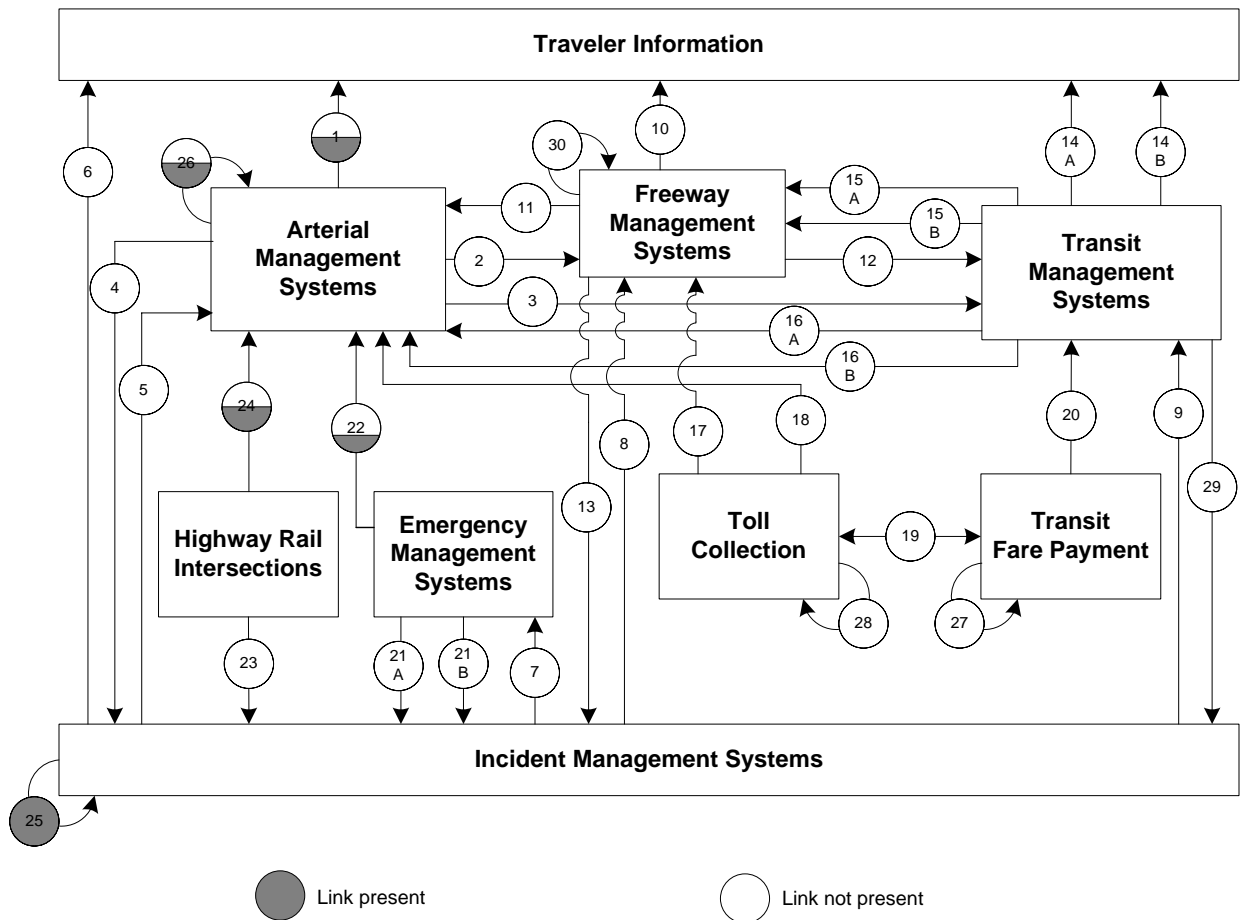 Traveler Information
1
10
14
A
14
B
6
26
30
15
A
11
Freeway
Management
Systems
15
B
Arterial
Management
Systems
2
12
Transit
Management
Systems
4
3
16
A
5
16
B
24
22
18
20
9
17
8
29
13
Highway Rail
Intersections
Emergency
Management
Systems
Toll
Collection
19
Transit
Fare Payment
28
27
23
21
A
21
B
7
Incident Management Systems
25
Link present
Link not present